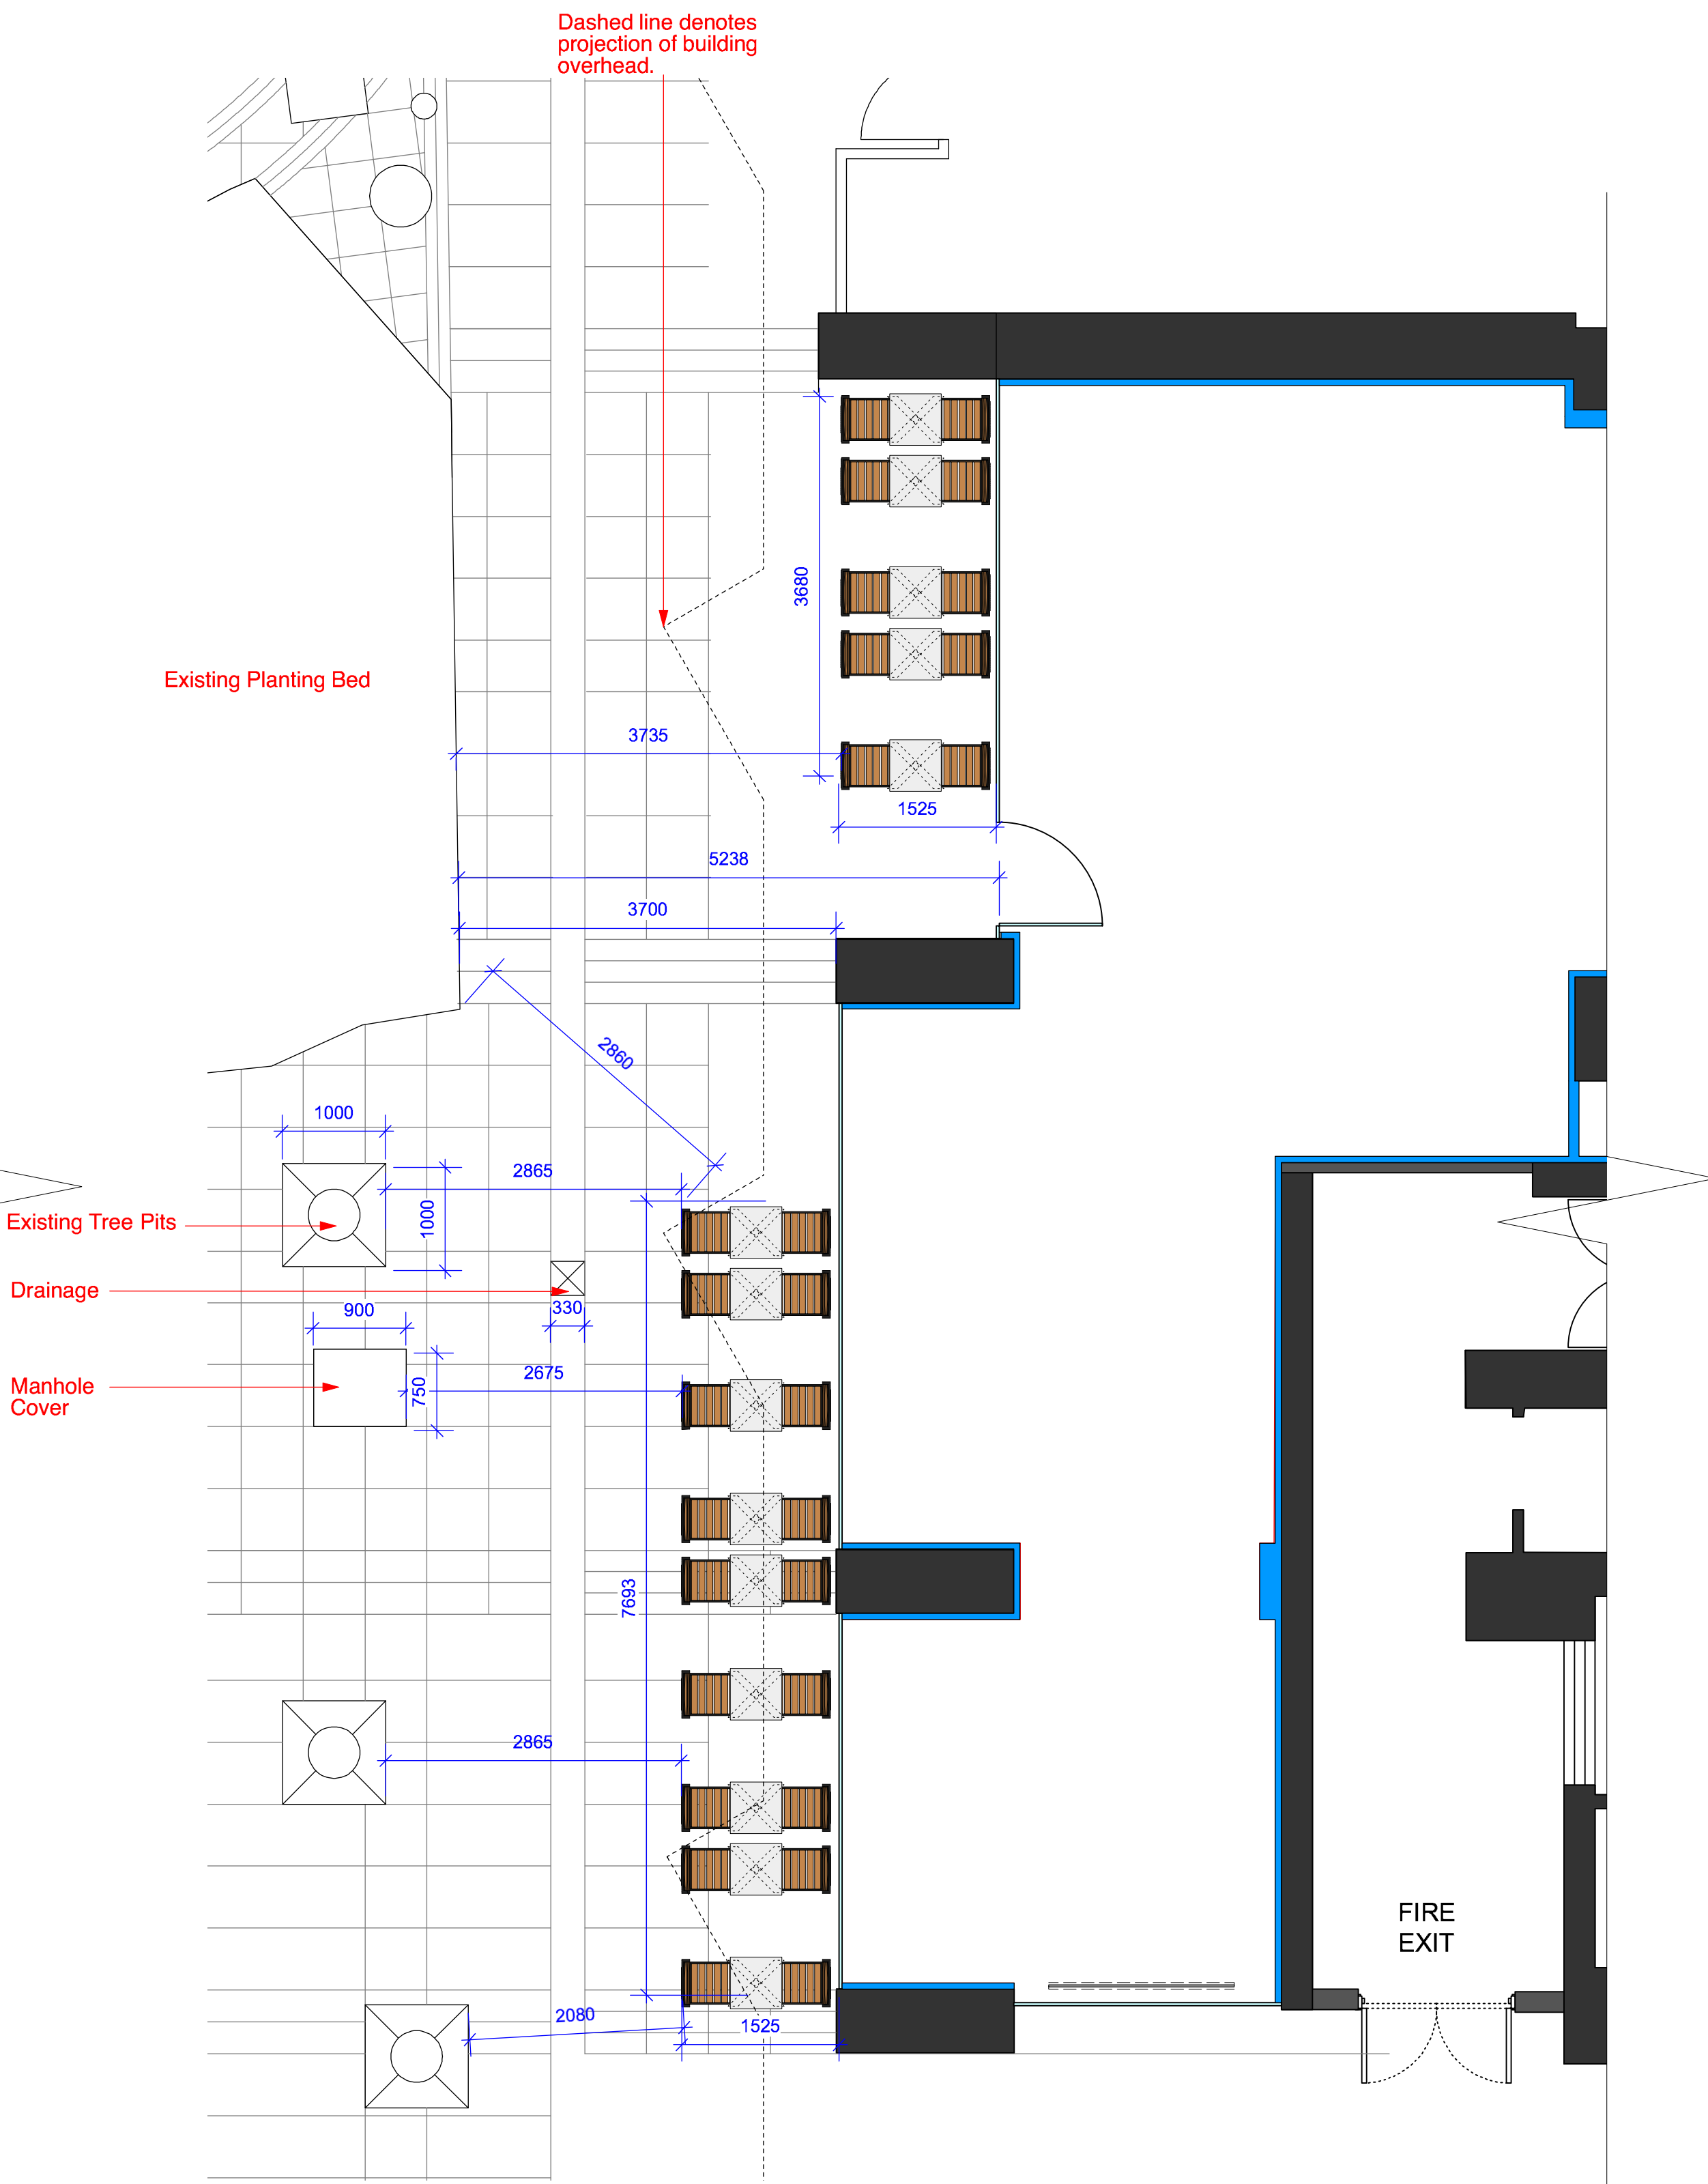 Dashed line denotes
projection of building
overhead.
3680
Existing Planting Bed
3735
1525
5238
3700
2860
1000
2865
1000
Existing Tree Pits
Drainage
330
900
2675
750
Manhole
Cover
7693
2865
FIRE
EXIT
2080
1525